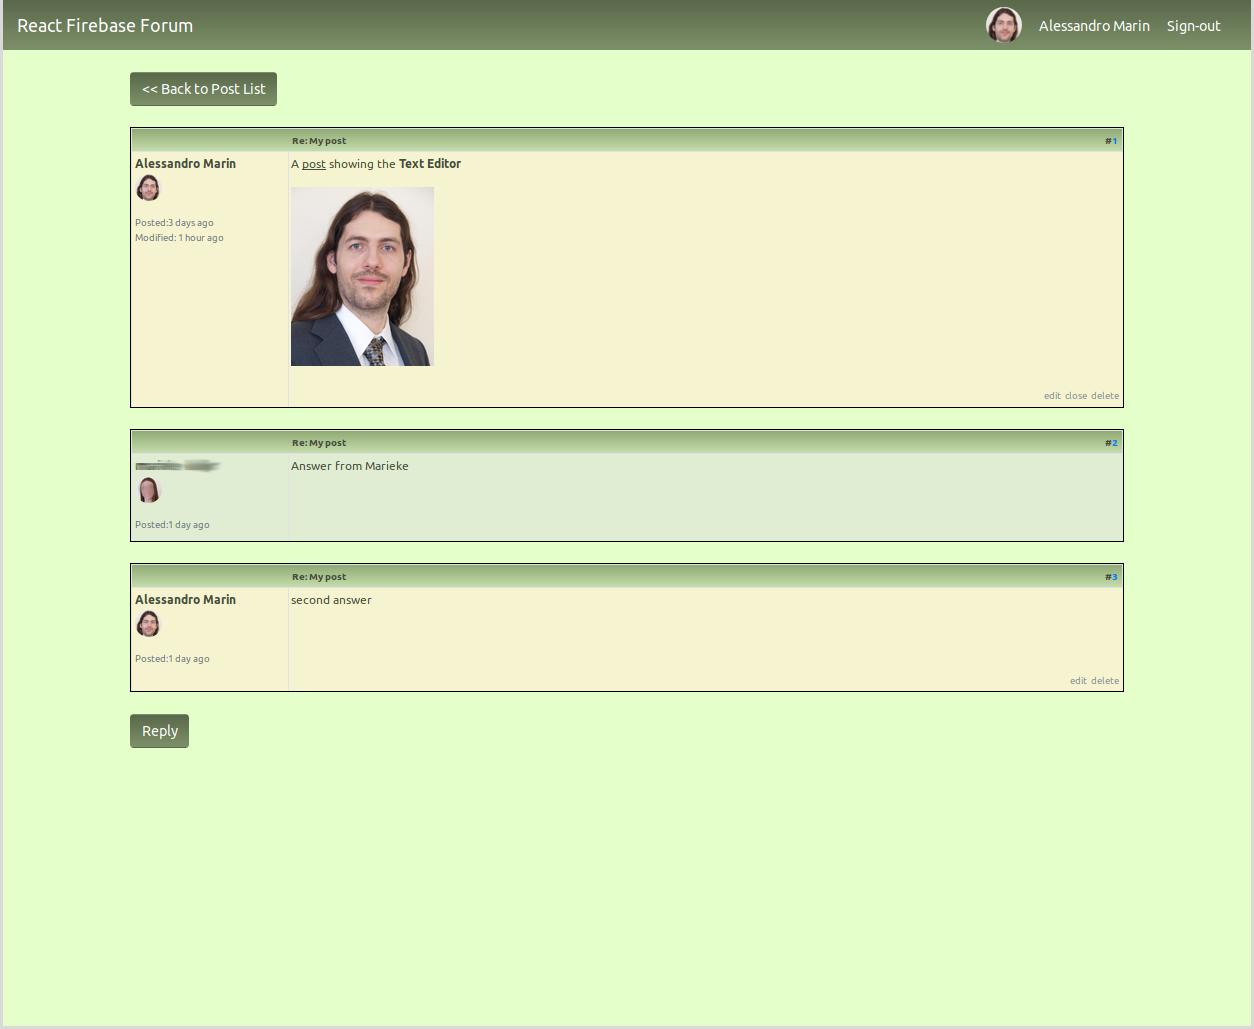 React Firebase Forum
Alessandro Marin Sign-out
<< Back to Post List
Re: My post #1
Alessandro Marin
A post showing the Text Editor
Posted:3 days ago
Modified: 1 hour ago
edit close delete
Re: My post #2
Answer from Marieke
Posted:1 day ago
Re: My post #3
Alessandro Marin
second answer
Posted:1 day ago
edit delete
Reply